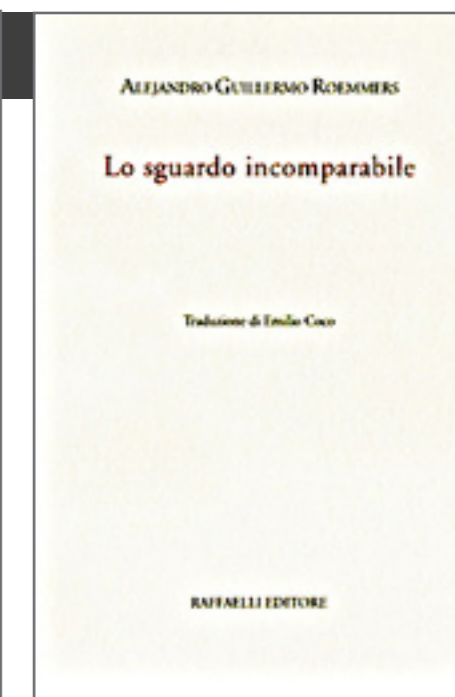 Alejandro Guillermo Roemmers
Lo sguardo incomparabile
Traduzione di Emilio Coco
RAFFAELLI EDITORE